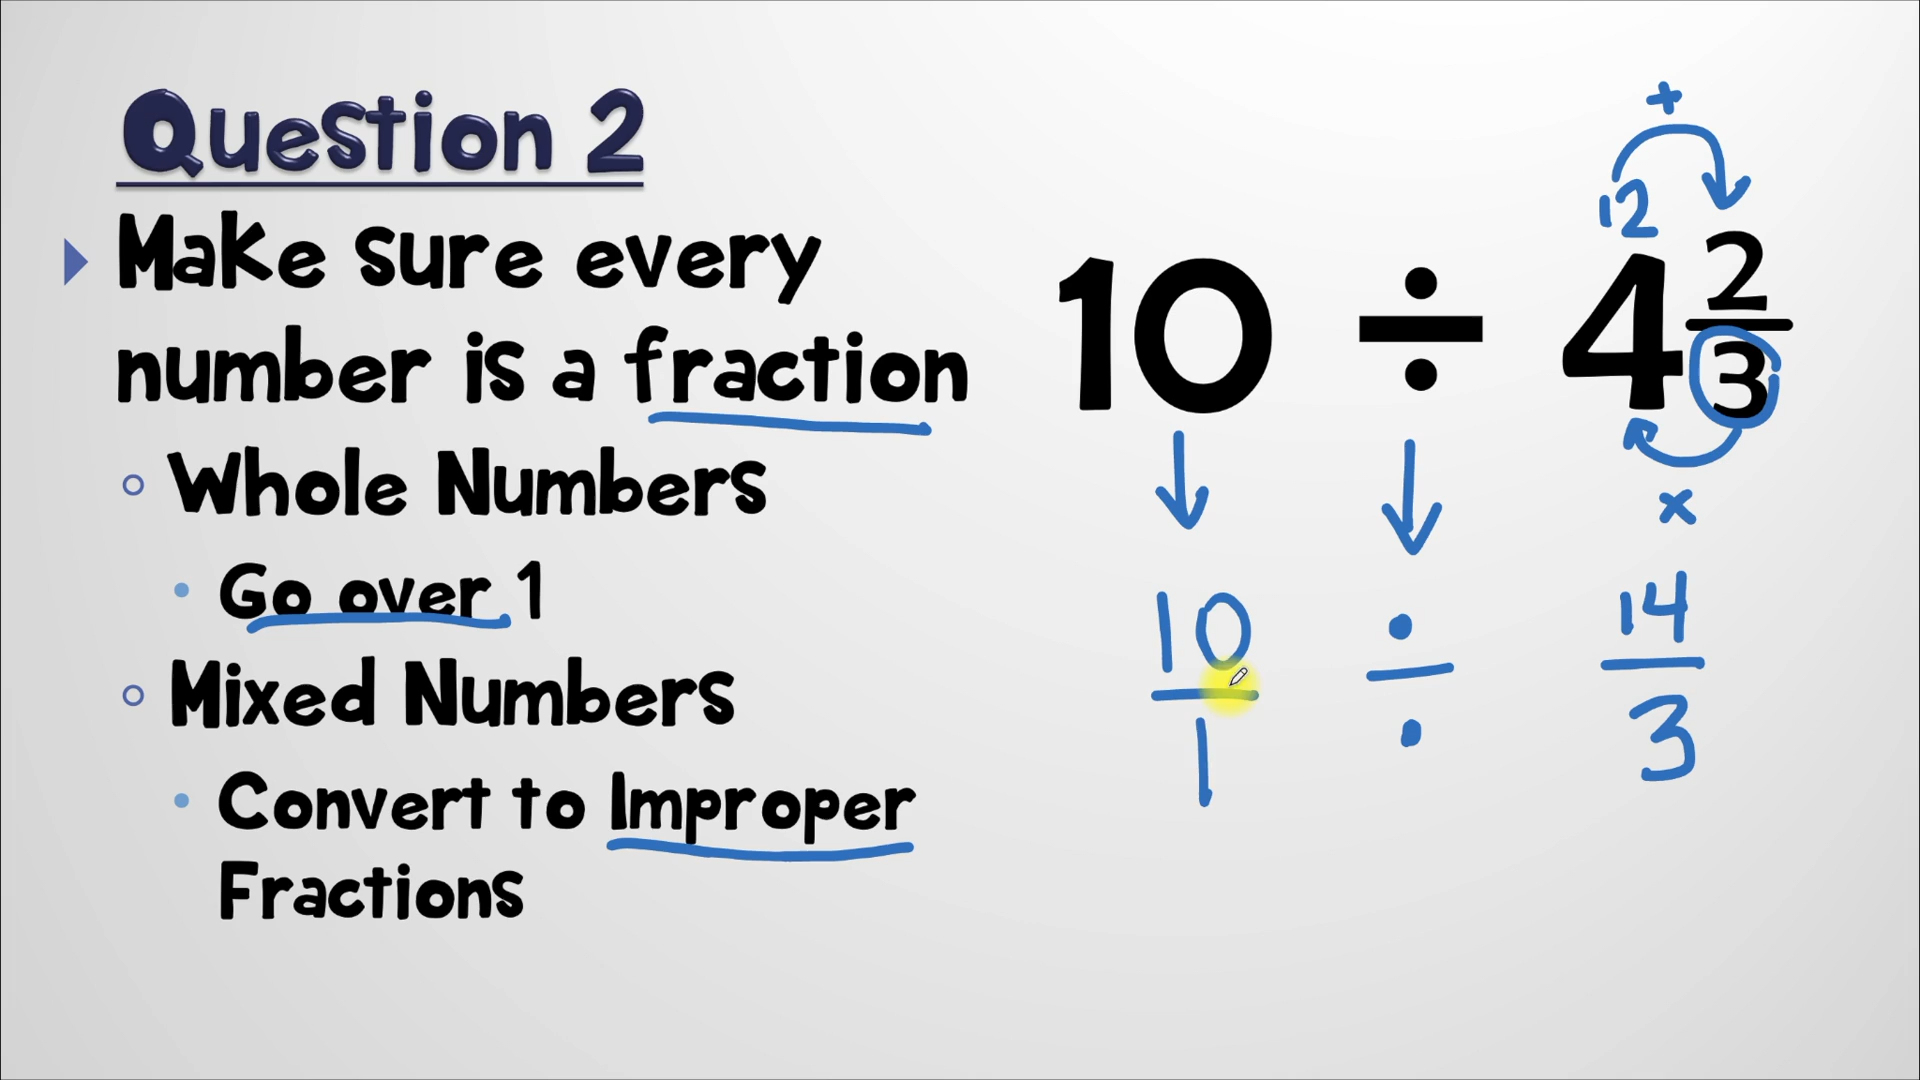 Question 2
Make sure every
number is a fraction
Whole Numbers
Go over 1
Mixed Numbers
Convert to Improper
Fractions
+
12
10 ÷ 4 2/3
x
10/1 ÷ 14/3